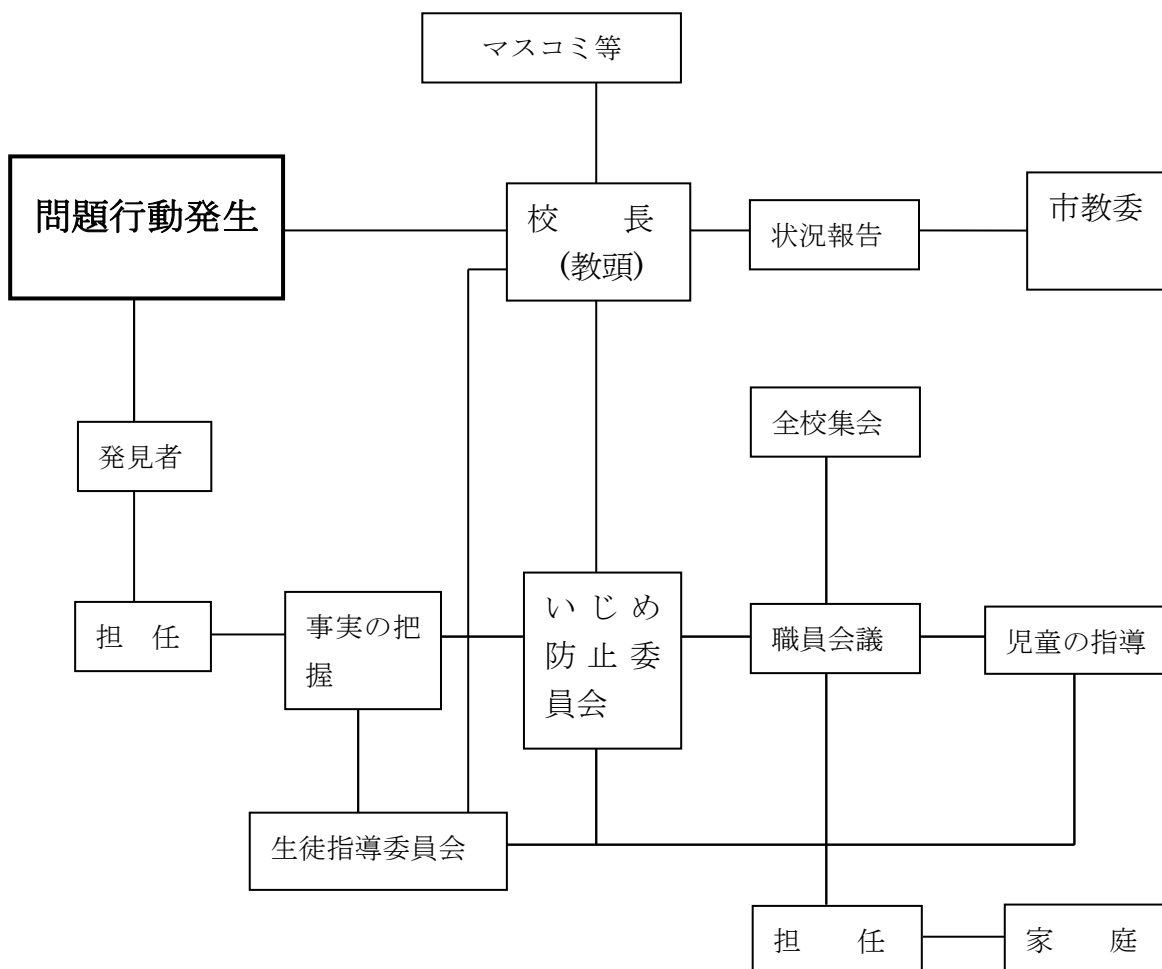 マスコミ等
問題行動発生
校　　長
(教頭)
状況報告
市教委
全校集会
発見者
担　任
事実の把
握
いじめ
防止委
員会
職員会議
児童の指導
生徒指導委員会
担　　任
家　　庭